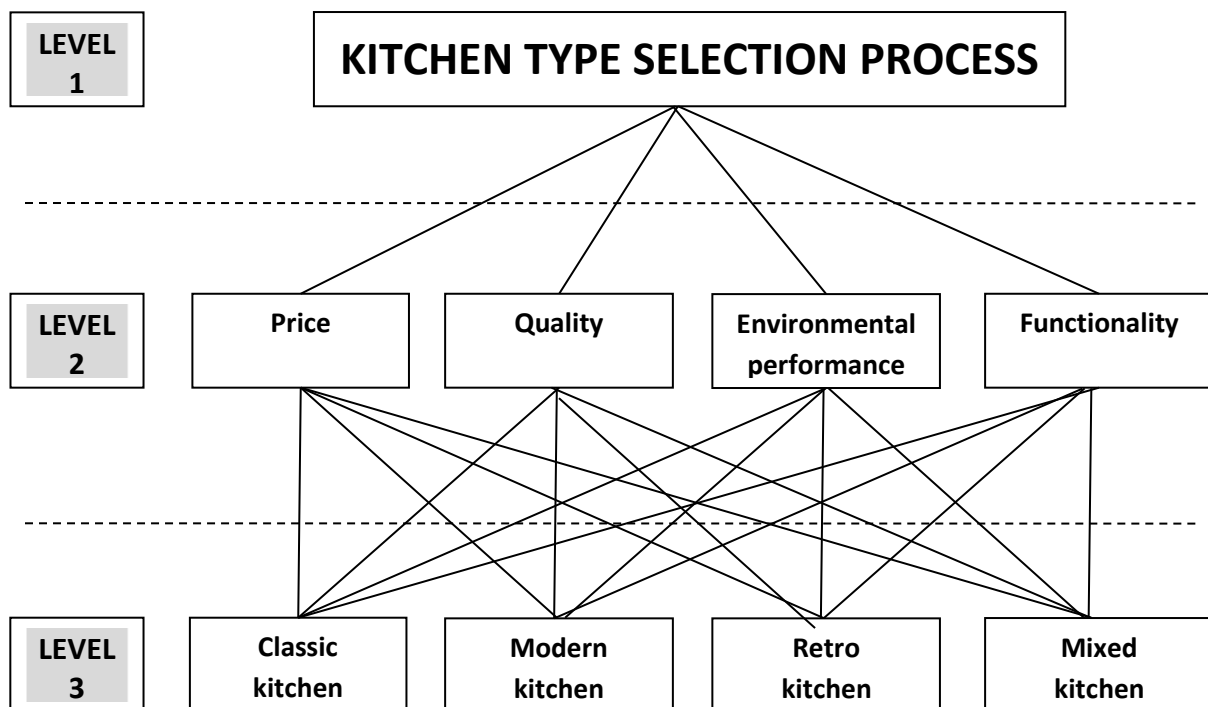 LEVEL
1
KITCHEN TYPE SELECTION PROCESS
LEVEL
2
Price
Quality
Environmental
performance
Functionality
LEVEL
3
Classic
kitchen
Modern
kitchen
Retro
kitchen
Mixed
kitchen